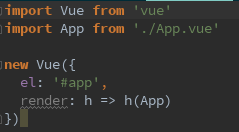 import Vue from 'vue'
import App from './App.vue'
new Vue({
  el: '#app',
  render: h => h(App)
})